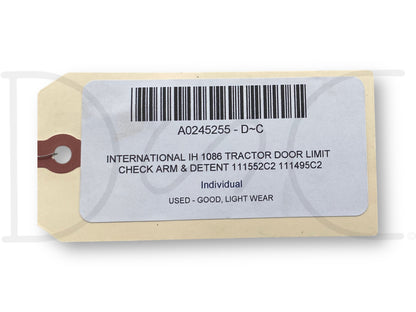 A0245255 - D~C
INTERNATIONAL IH 1086 TRACTOR DOOR LIMIT
CHECK ARM & DETENT 111552C2 111495C2
Individual
USED - GOOD, LIGHT WEAR